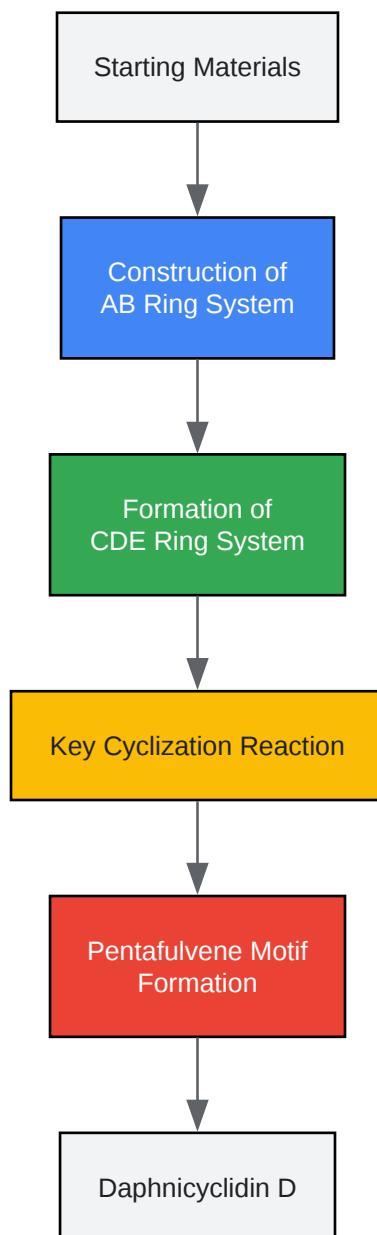 Starting Materials
Construction of
AB Ring System
Formation of
CDE Ring System
Key Cyclization Reaction
Pentafulvene Motif
Formation
Daphnicyclidin D